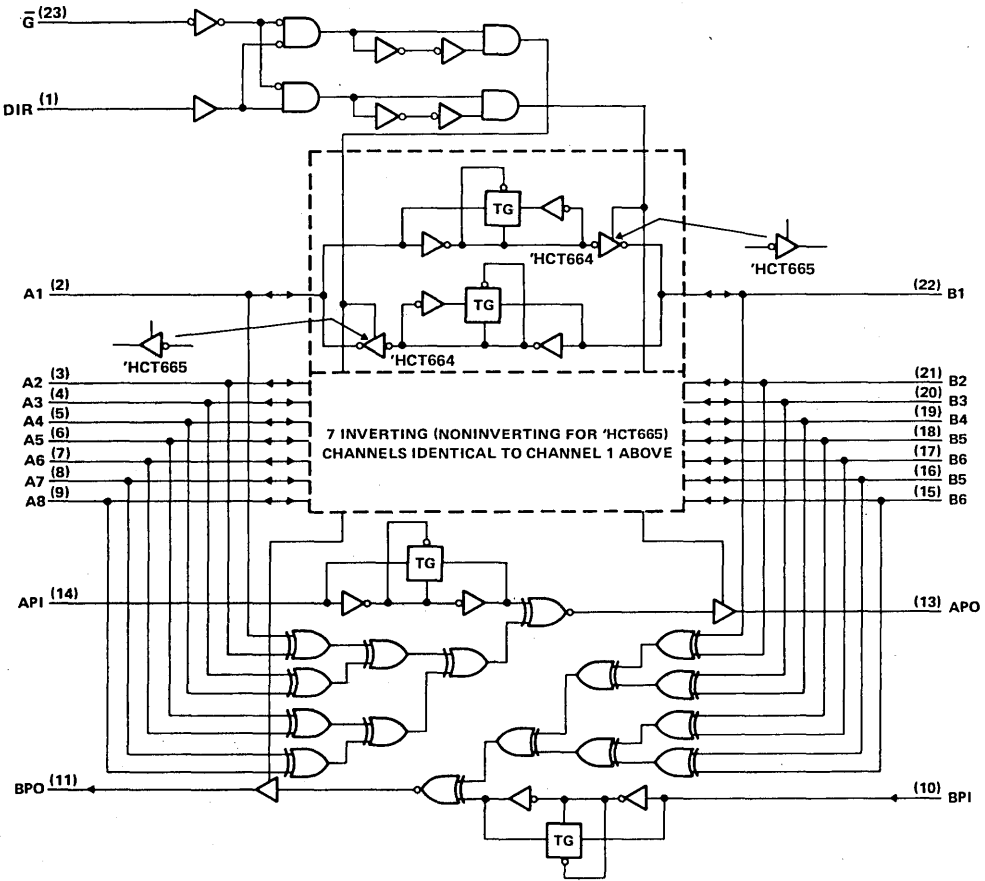 G̅ (23)
DIR (1)
TG
'HCT664
'HCT665
A1 (2)
(22) B1
TG
'HCT664
'HCT665
A2 (3)
(21) B2
A3 (4)
(20) B3
A4 (5)
(19) B4
A5 (6)
(18) B5
A6 (7)
(17) B6
A7 (8)
(16) B5
A8 (9)
(15) B6
7 INVERTING (NONINVERTING FOR 'HCT665)
CHANNELS IDENTICAL TO CHANNEL 1 ABOVE
TG
API (14)
(13) APO
BPO (11)
(10) BPI
TG